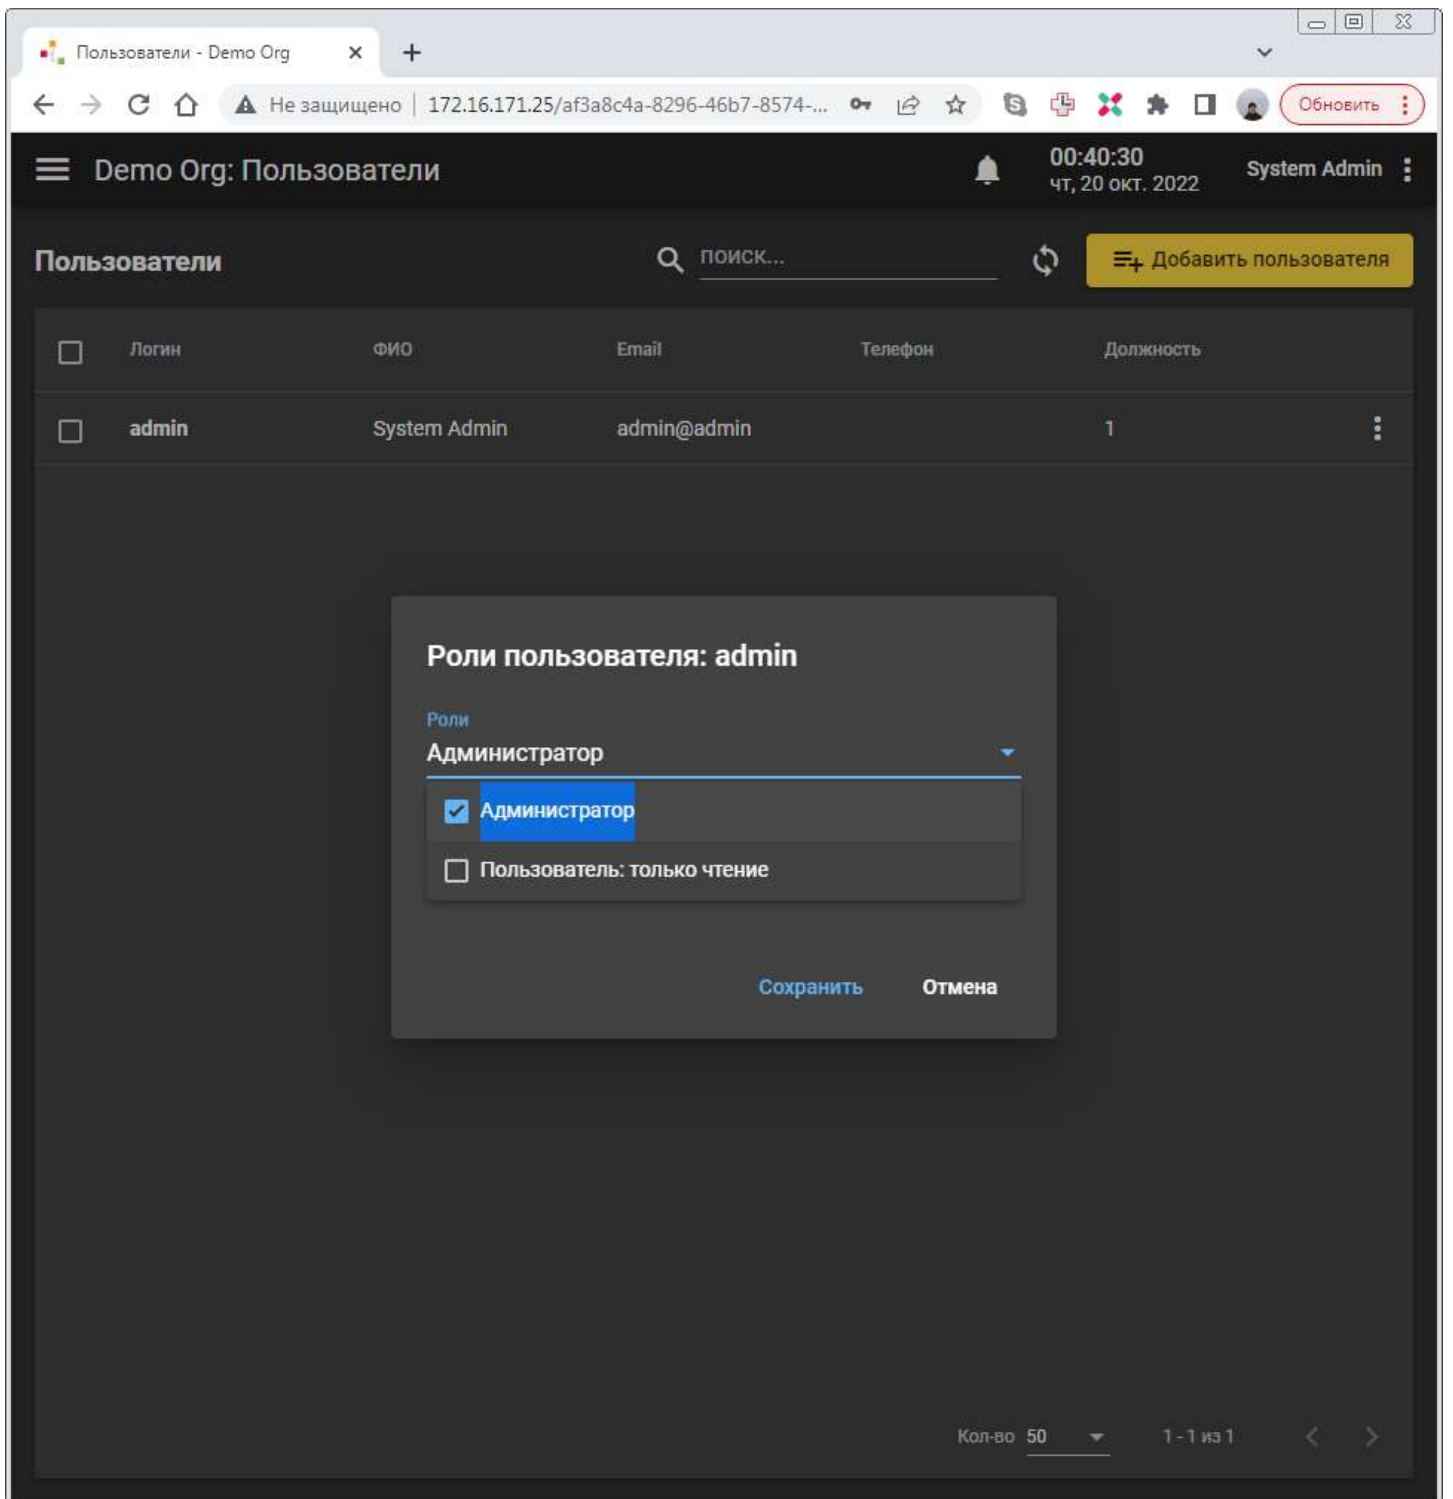 Пользователи - Demo Org
Не защищено 172.16.171.25/af3a8c4a-8296-46b7-8574-... Обновить
Demo Org: Пользователи
00:40:30
чт, 20 окт. 2022
System Admin
Пользователи
поиск...
Добавить пользователя
Логин ФИО Email Телефон Должность
admin System Admin admin@admin 1
Роли пользователя: admin
Роли
Администратор
Администратор
Пользователь: только чтение
Сохранить Отмена
Кол-во 50 1 - 1 из 1